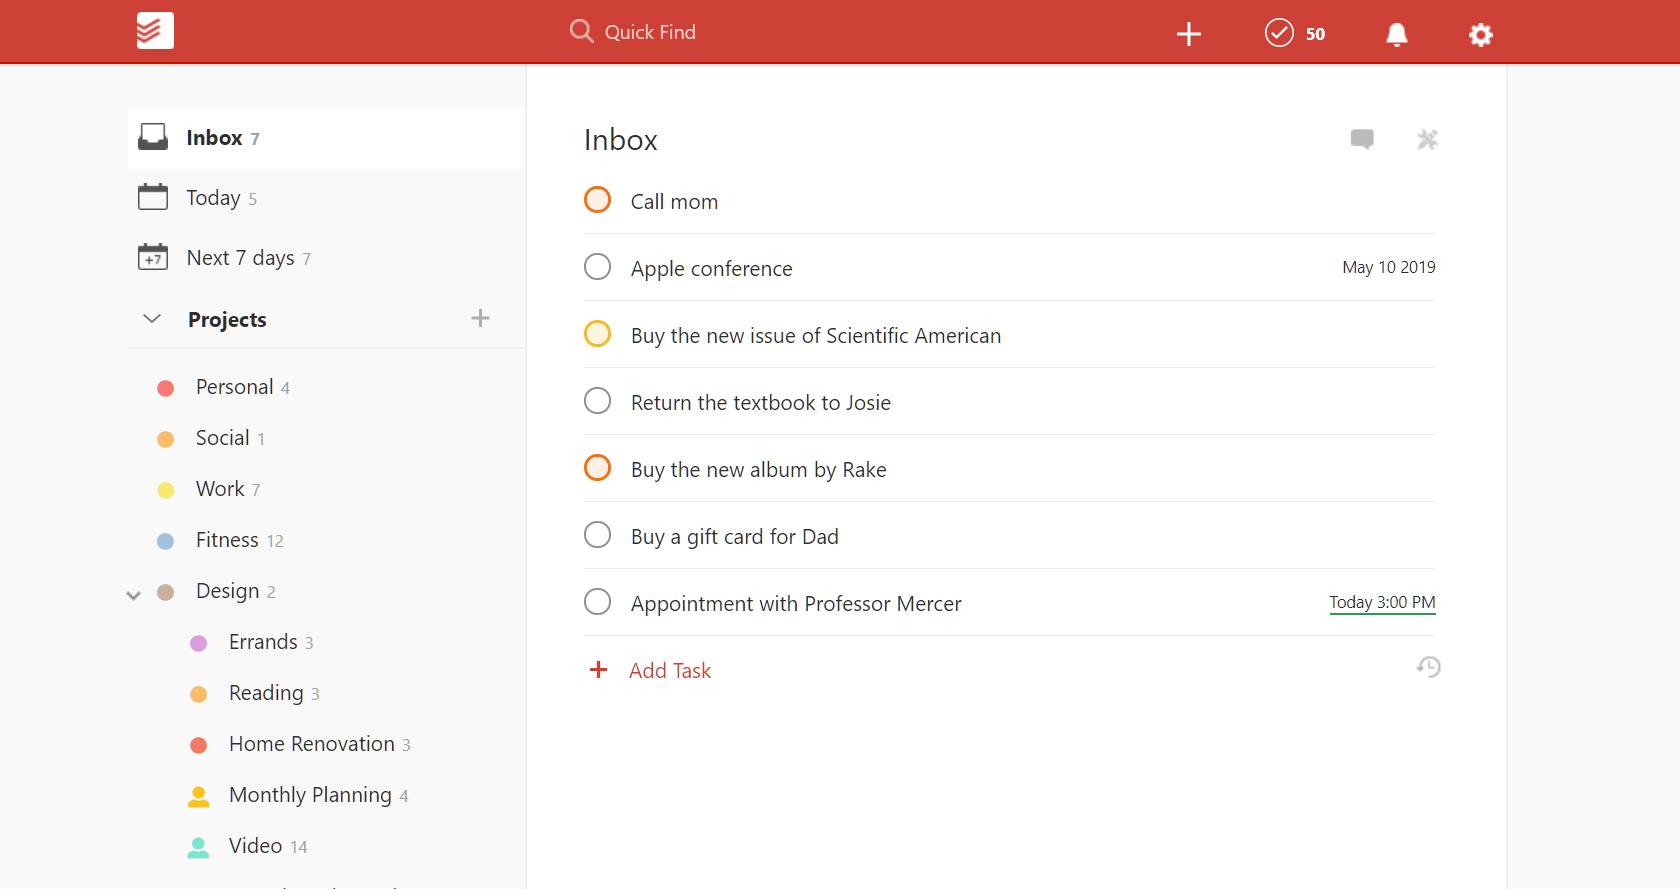 Quick Find
50
Inbox 7
Today 5
+7
Next 7 days 7
Projects
Personal 4
Social 1
Work 7
Fitness 12
Design 2
Errands 3
Reading 3
Home Renovation 3
Monthly Planning 4
Video 14
Inbox
Call mom
Apple conference May 10 2019
Buy the new issue of Scientific American
Return the textbook to Josie
Buy the new album by Rake
Buy a gift card for Dad
Appointment with Professor Mercer Today 3:00 PM
Add Task